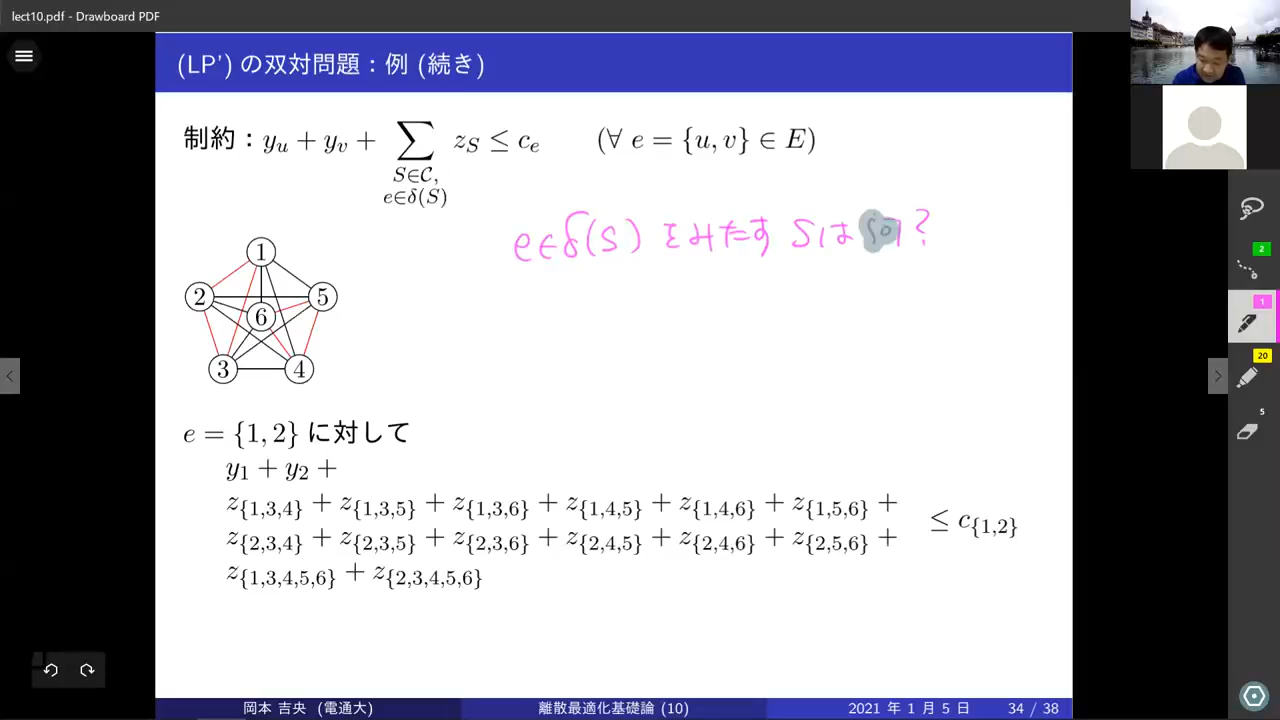 lect10.pdf - Drawboard PDF
(LP') の双対問題：例 (続き)
制約：y_u + y_v + ∑_{S∈C, e∈δ(S)} z_S ≤ c_e (∀ e = {u, v} ∈ E)
e∈δ(S) をみたす Sは ?
1
2
5
6
3
4
e = {1, 2} に対して
y_1 + y_2 +
z_{1,3,4} + z_{1,3,5} + z_{1,3,6} + z_{1,4,5} + z_{1,4,6} + z_{1,5,6} +
z_{2,3,4} + z_{2,3,5} + z_{2,3,6} + z_{2,4,5} + z_{2,4,6} + z_{2,5,6} +
z_{1,3,4,5,6} + z_{2,3,4,5,6}
≤ c_{1,2}
岡本 吉央 (電通大) 離散最適化基礎論 (10) 2021 年 1 月 5 日 34 / 38
2
1
20
5